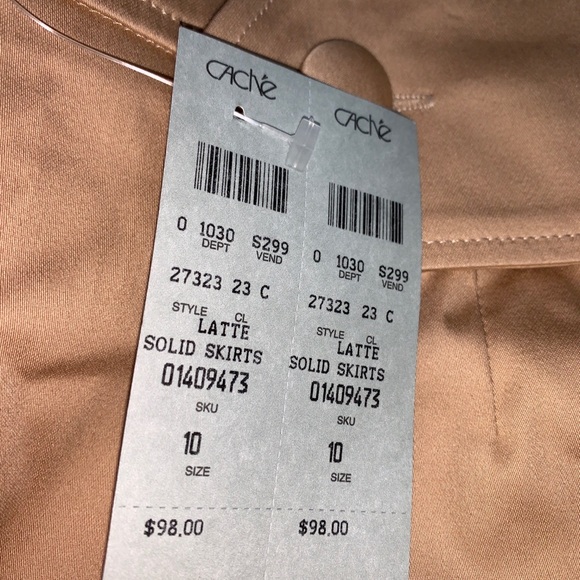 CAChé
0 1030 S299
DEPT VEND
27323 23 C
STYLE CL
LATTE
SOLID SKIRTS
01409473
SKU
10
SIZE
$98.00
CAChé
0 1030 S299
DEPT VEND
27323 23 C
STYLE CL
LATTE
SOLID SKIRTS
01409473
SKU
10
SIZE
$98.00